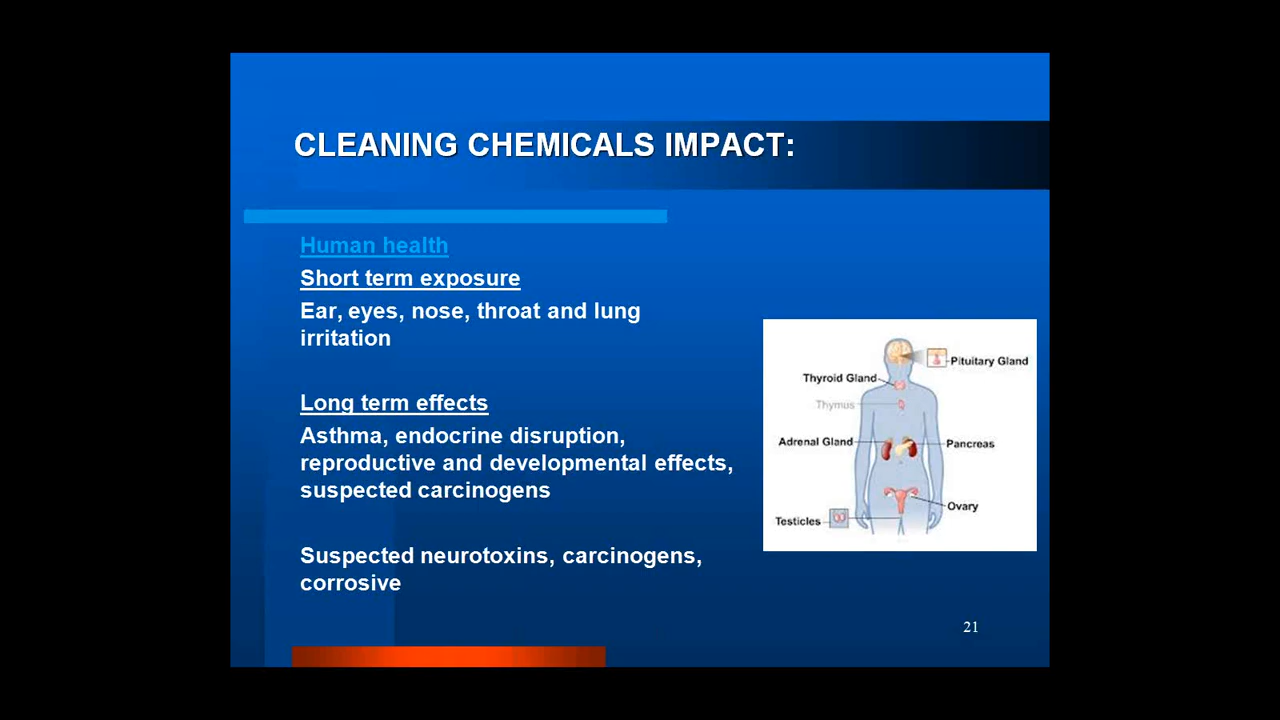 CLEANING CHEMICALS IMPACT:
Human health
Short term exposure
Ear, eyes, nose, throat and lung
irritation
Long term effects
Asthma, endocrine disruption,
reproductive and developmental effects,
suspected carcinogens
Suspected neurotoxins, carcinogens,
corrosive
Pituitary Gland
Thyroid Gland
Thymus
Adrenal Gland
Pancreas
Ovary
Testicles
21